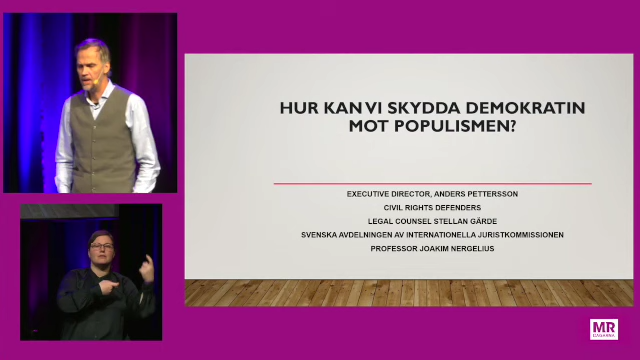 HUR KAN VI SKYDDA DEMOKRATIN
MOT POPULISMEN?
EXECUTIVE DIRECTOR, ANDERS PETTERSSON
CIVIL RIGHTS DEFENDERS
LEGAL COUNSEL STELLAN GÄRDE
SVENSKA AVDELNINGEN AV INTERNATIONELLA JURISTKOMMISSIONEN
PROFESSOR JOAKIM NERGELIUS
MR
DAGARNA